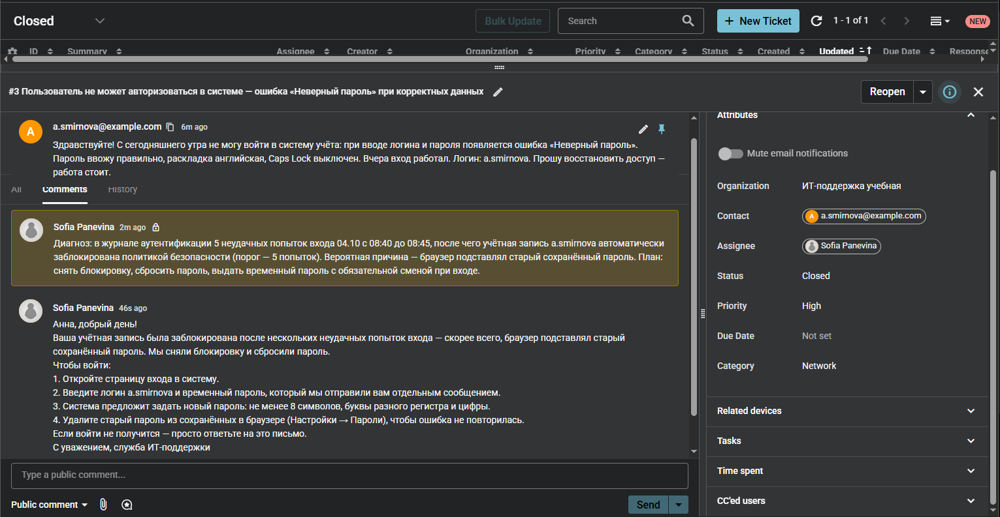 Closed
Bulk Update
Search
+ New Ticket
1 - 1 of 1
NEW
ID Summary Assignee Creator Organization Priority Category Status Created Updated Due Date Response
#3 Пользователь не может авторизоваться в системе — ошибка «Неверный пароль» при корректных данных
Reopen
A
a.smirnova@example.com 6m ago
Здравствуйте! С сегодняшнего утра не могу войти в систему учёта: при вводе логина и пароля появляется ошибка «Неверный пароль».
Пароль ввожу правильно, раскладка английская, Caps Lock выключен. Вчера вход работал. Логин: a.smirnova. Прошу восстановить доступ —
работа стоит.
All Comments History
Sofia Panevina 2m ago
Диагноз: в журнале аутентификации 5 неудачных попыток входа 04.10 с 08:40 до 08:45, после чего учётная запись a.smirnova автоматически
заблокирована политикой безопасности (порог — 5 попыток). Вероятная причина — браузер подставлял старый сохранённый пароль. План:
снять блокировку, сбросить пароль, выдать временный пароль с обязательной сменой при входе.
Sofia Panevina 46s ago
Анна, добрый день!
Ваша учётная запись была заблокирована после нескольких неудачных попыток входа — скорее всего, браузер подставлял старый
сохранённый пароль. Мы сняли блокировку и сбросили пароль.
Чтобы войти:
1. Откройте страницу входа в систему.
2. Введите логин a.smirnova и временный пароль, который мы отправили вам отдельным сообщением.
3. Система предложит задать новый пароль: не менее 8 символов, буквы разного регистра и цифры.
4. Удалите старый пароль из сохранённых в браузере (Настройки → Пароли), чтобы ошибка не повторилась.
Если войти не получится — просто ответьте на это письмо.
С уважением, служба ИТ-поддержки
Type a public comment...
Public comment
Send
Attributes
Mute email notifications
Organization ИТ-поддержка учебная
Contact A a.smirnova@example.com
Assignee Sofia Panevina
Status Closed
Priority High
Due Date Not set
Category Network
Related devices
Tasks
Time spent
CC'ed users